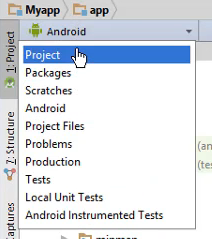 Myapp app
Android
Project
Packages
Scratches
Android
Project Files
Problems
Production
Tests
Local Unit Tests
Android Instrumented Tests
1: Project
7: Structure
Captures